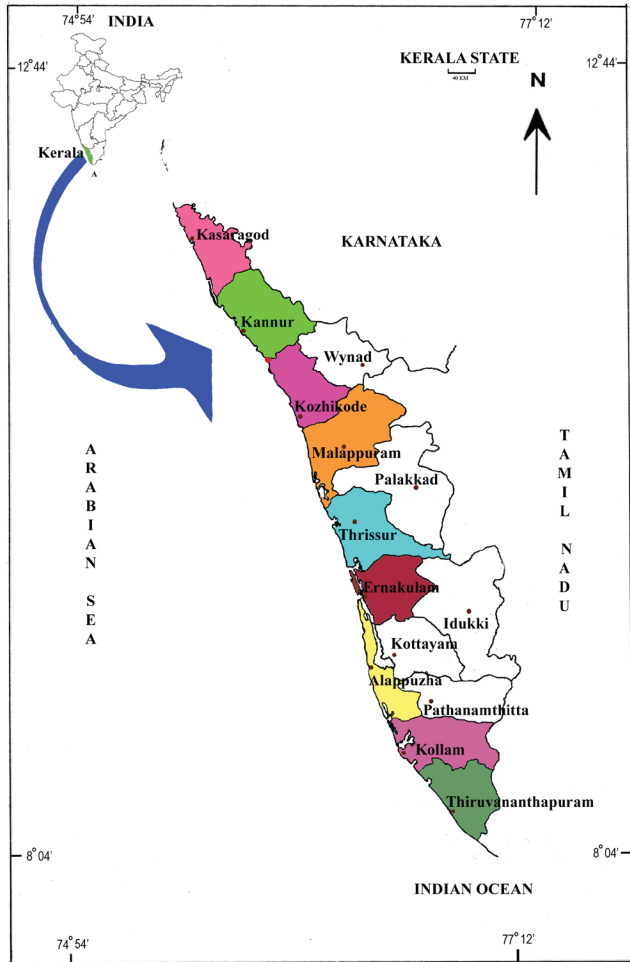 74°54'
INDIA
77°12'
12°44'
KERALA STATE
40 KM
12°44'
N
Kerala
A
Kasaragod
KARNATAKA
Kannur
Wynad
Kozhikode
Malappuram
ARABIAN SEA
TAMIL NADU
Palakkad
Thrissur
Ernakulam
Idukki
Kottayam
Alappuzha
Pathanamthitta
Kollam
Thiruvananthapuram
8°04'
8°04'
INDIAN OCEAN
74°54'
77°12'